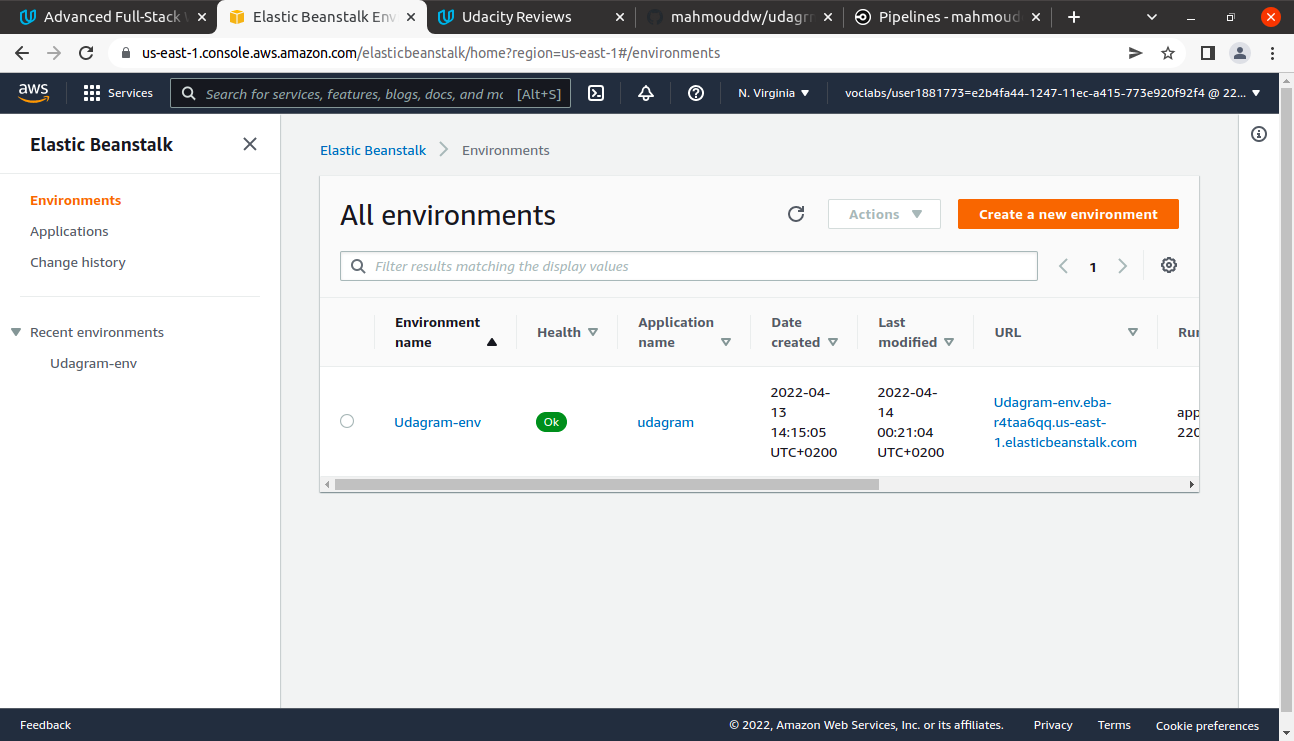 Advanced Full-Stack
Elastic Beanstalk Env
Udacity Reviews
mahmouddw/udagr
Pipelines - mahmoud
us-east-1.console.aws.amazon.com/elasticbeanstalk/home?region=us-east-1#/environments
aws
Services
Search for services, features, blogs, docs, and mo
[Alt+S]
N. Virginia
voclabs/user1881773=e2b4fa44-1247-11ec-a415-773e920f92f4 @ 22...
Elastic Beanstalk
Environments
Applications
Change history
Recent environments
Udagram-env
Elastic Beanstalk
Environments
All environments
Actions
Create a new environment
Filter results matching the display values
1
Environment
name
Health
Application
name
Date
created
Last
modified
URL
Run
Udagram-env
Ok
udagram
2022-04-
13
14:15:05
UTC+0200
2022-04-
14
00:21:04
UTC+0200
Udagram-env.eba-
r4taa6qq.us-east-
1.elasticbeanstalk.com
app
220
Feedback
© 2022, Amazon Web Services, Inc. or its affiliates.
Privacy
Terms
Cookie preferences